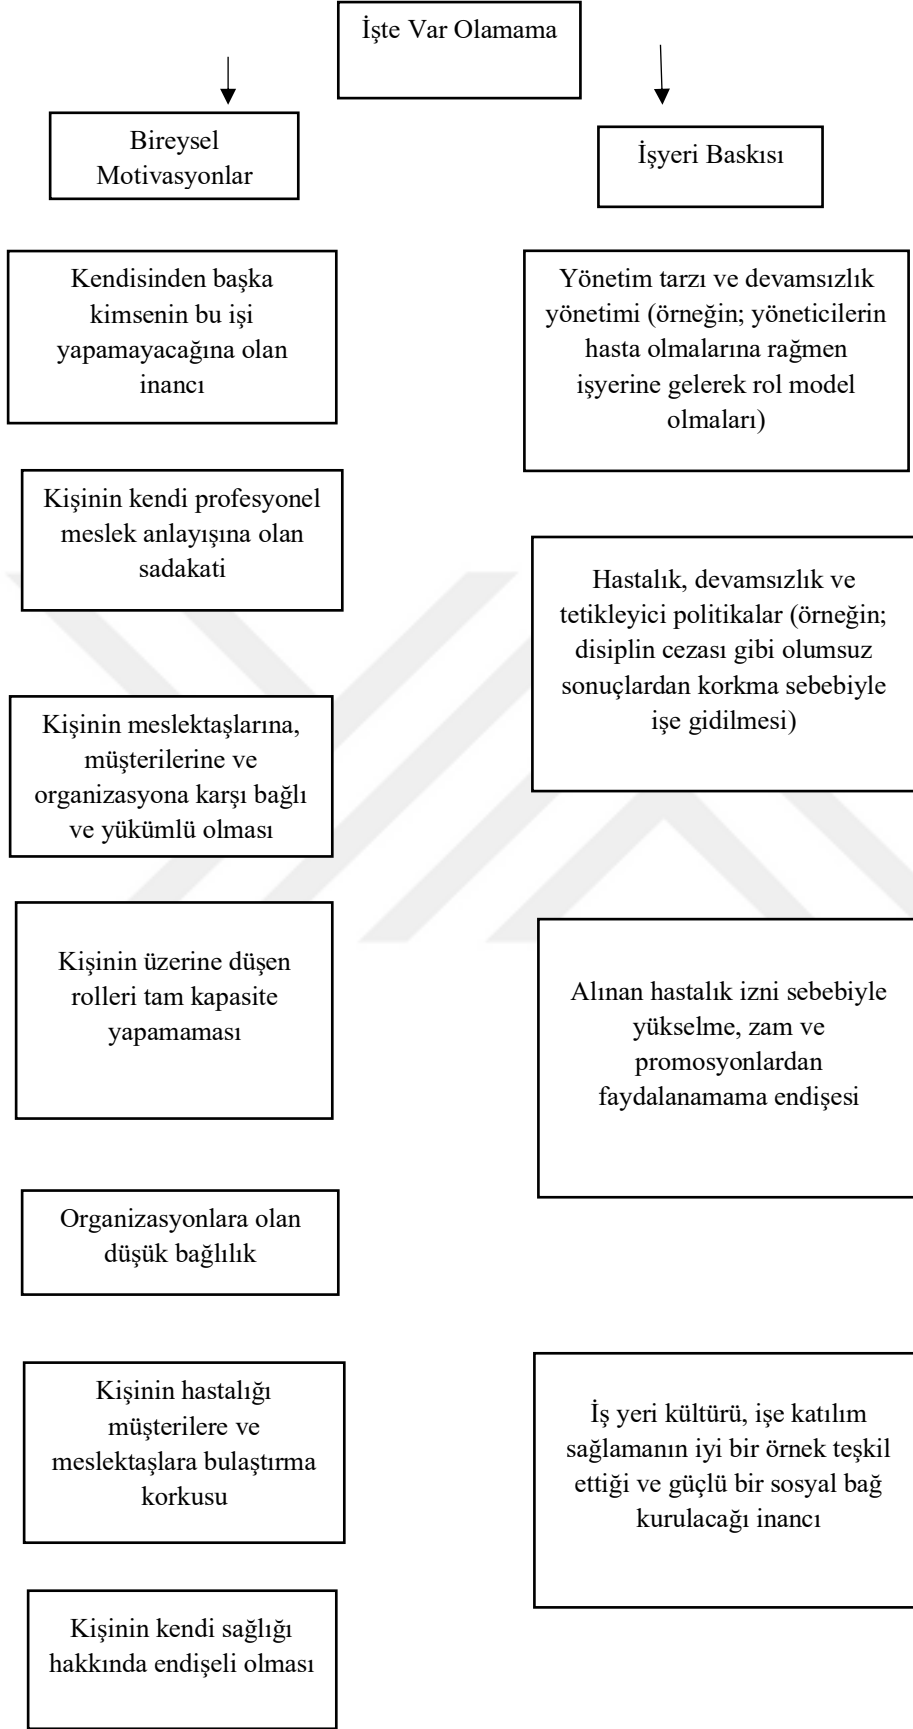 İşte Var Olamama
Bireysel
Motivasyonlar
İşyeri Baskısı
Kendisinden başka
kimsenin bu işi
yapamayacağına olan
inancı
Kişinin kendi profesyonel
meslek anlayışına olan
sadakati
Kişinin meslektaşlarına,
müşterilerine ve
organizasyona karşı bağlı
ve yükümlü olması
Kişinin üzerine düşen
rolleri tam kapasite
yapamaması
Organizasyonlara olan
düşük bağlılık
Kişinin hastalığı
müşterilere ve
meslektaşlara bulaştırma
korkusu
Kişinin kendi sağlığı
hakkında endişeli olması
Yönetim tarzı ve devamsızlık
yönetimi (örneğin; yöneticilerin
hasta olmalarına rağmen
işyerine gelerek rol model
olmaları)
Hastalık, devamsızlık ve
tetikleyici politikalar (örneğin;
disiplin cezası gibi olumsuz
sonuçlardan korkma sebebiyle
işe gidilmesi)
Alınan hastalık izni sebebiyle
yükselme, zam ve
promosyonlardan
faydalanamama endişesi
İş yeri kültürü, işe katılım
sağlamanın iyi bir örnek teşkil
ettiği ve güçlü bir sosyal bağ
kurulacağı inancı